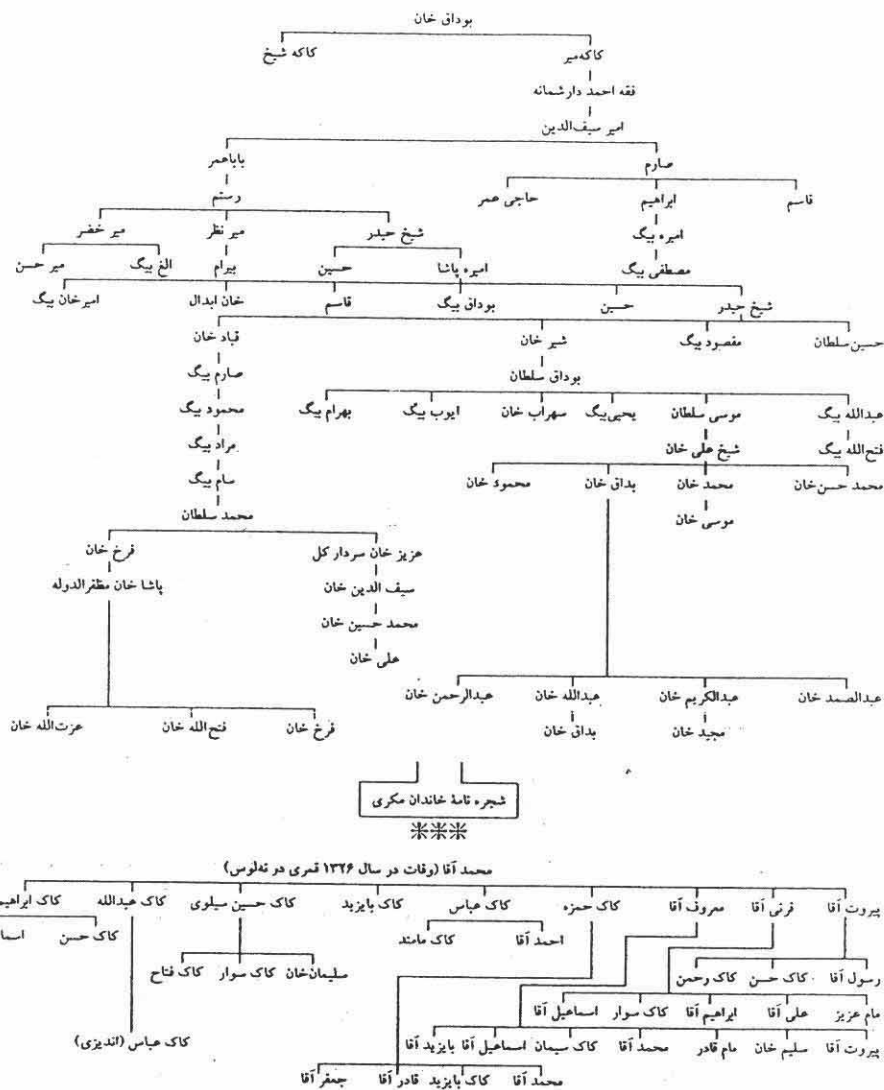 بوداق خان
کاکه‌میر کاکه شیخ
فقه احمد دارشمانه
امیر سیف‌الدین
صارم باباعمر
قاسم ابراهیم حاجی عمر رستم
امیره بیگ شیخ حیدر میر نظر میر خضر
مصطفی بیگ امیره پاشا حسین بیرام الغ بیگ میر حسن
شیخ حیدر حسین بوداق بیگ قاسم خان ابدال امیرخان بیگ
حسین سلطان مقصود بیگ شیر خان قباد خان
بوداق سلطان صارم بیگ
عبدالله بیگ موسی سلطان یحیی‌بیگ سهراب خان ایوب بیگ بهرام بیگ محمود بیگ
فتح‌الله بیگ شیخ علی خان مراد بیگ
محمد حسن‌خان محمد خان بداق خان محمود خان سام بیگ
موسی خان محمد سلطان
عزیز خان سردار کل فرخ خان
سیف الدین خان پاشا خان مظفرالدوله
محمد حسین خان
علی خان
عبدالصمد خان عبدالکریم خان عبدالله خان عبدالرحمن خان
مجید خان بداق خان فرخ خان فتح‌الله خان عزت‌الله خان
شجره نامهٔ خاندان مکری
محمد آقا (وفات در سال ۱۳۲۶ قمری در ته‌لوس)
پیروت آقا قرنی آقا معروف آقا کاک حمزه کاک عباس کاک بایزید کاک حسین سیلوی کاک عبدالله کاک ابراهیم
احمد آقا کاک مامند کاک حسن
رسول آقا کاک حسن کاک رحمن سلیمان‌خان کاک سوار کاک فتاح
مام عزیز علی آقا ابراهیم آقا کاک سوار اسماعیل آقا
پیروت آقا سلیم خان مام قادر محمد آقا کاک سیمان اسماعیل آقا بایزید آقا کاک عباس (اندیزی)
محمد آقا کاک بایزید قادر آقا جعفر آقا